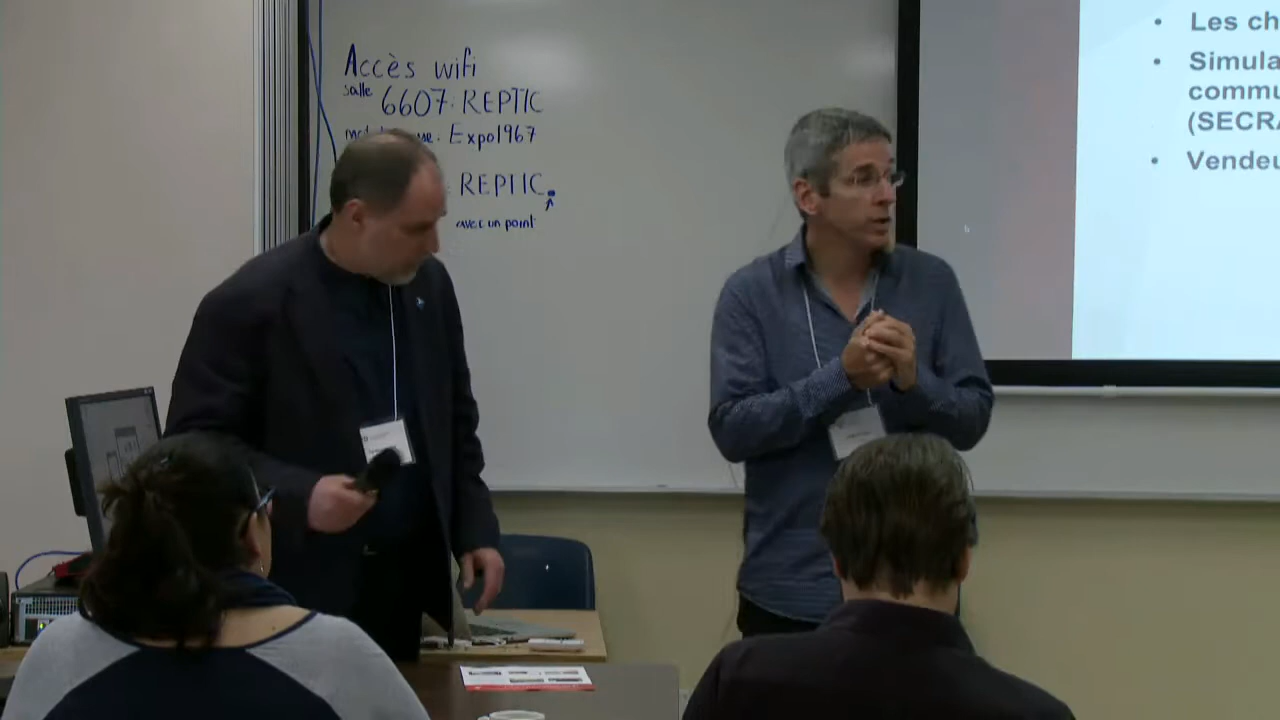 Accès wifi
salle 6607: REPTIC
Expo1967
: REPTIC.
avec un point
• Les ch
• Simula
commu
(SECRA
• Vendeu